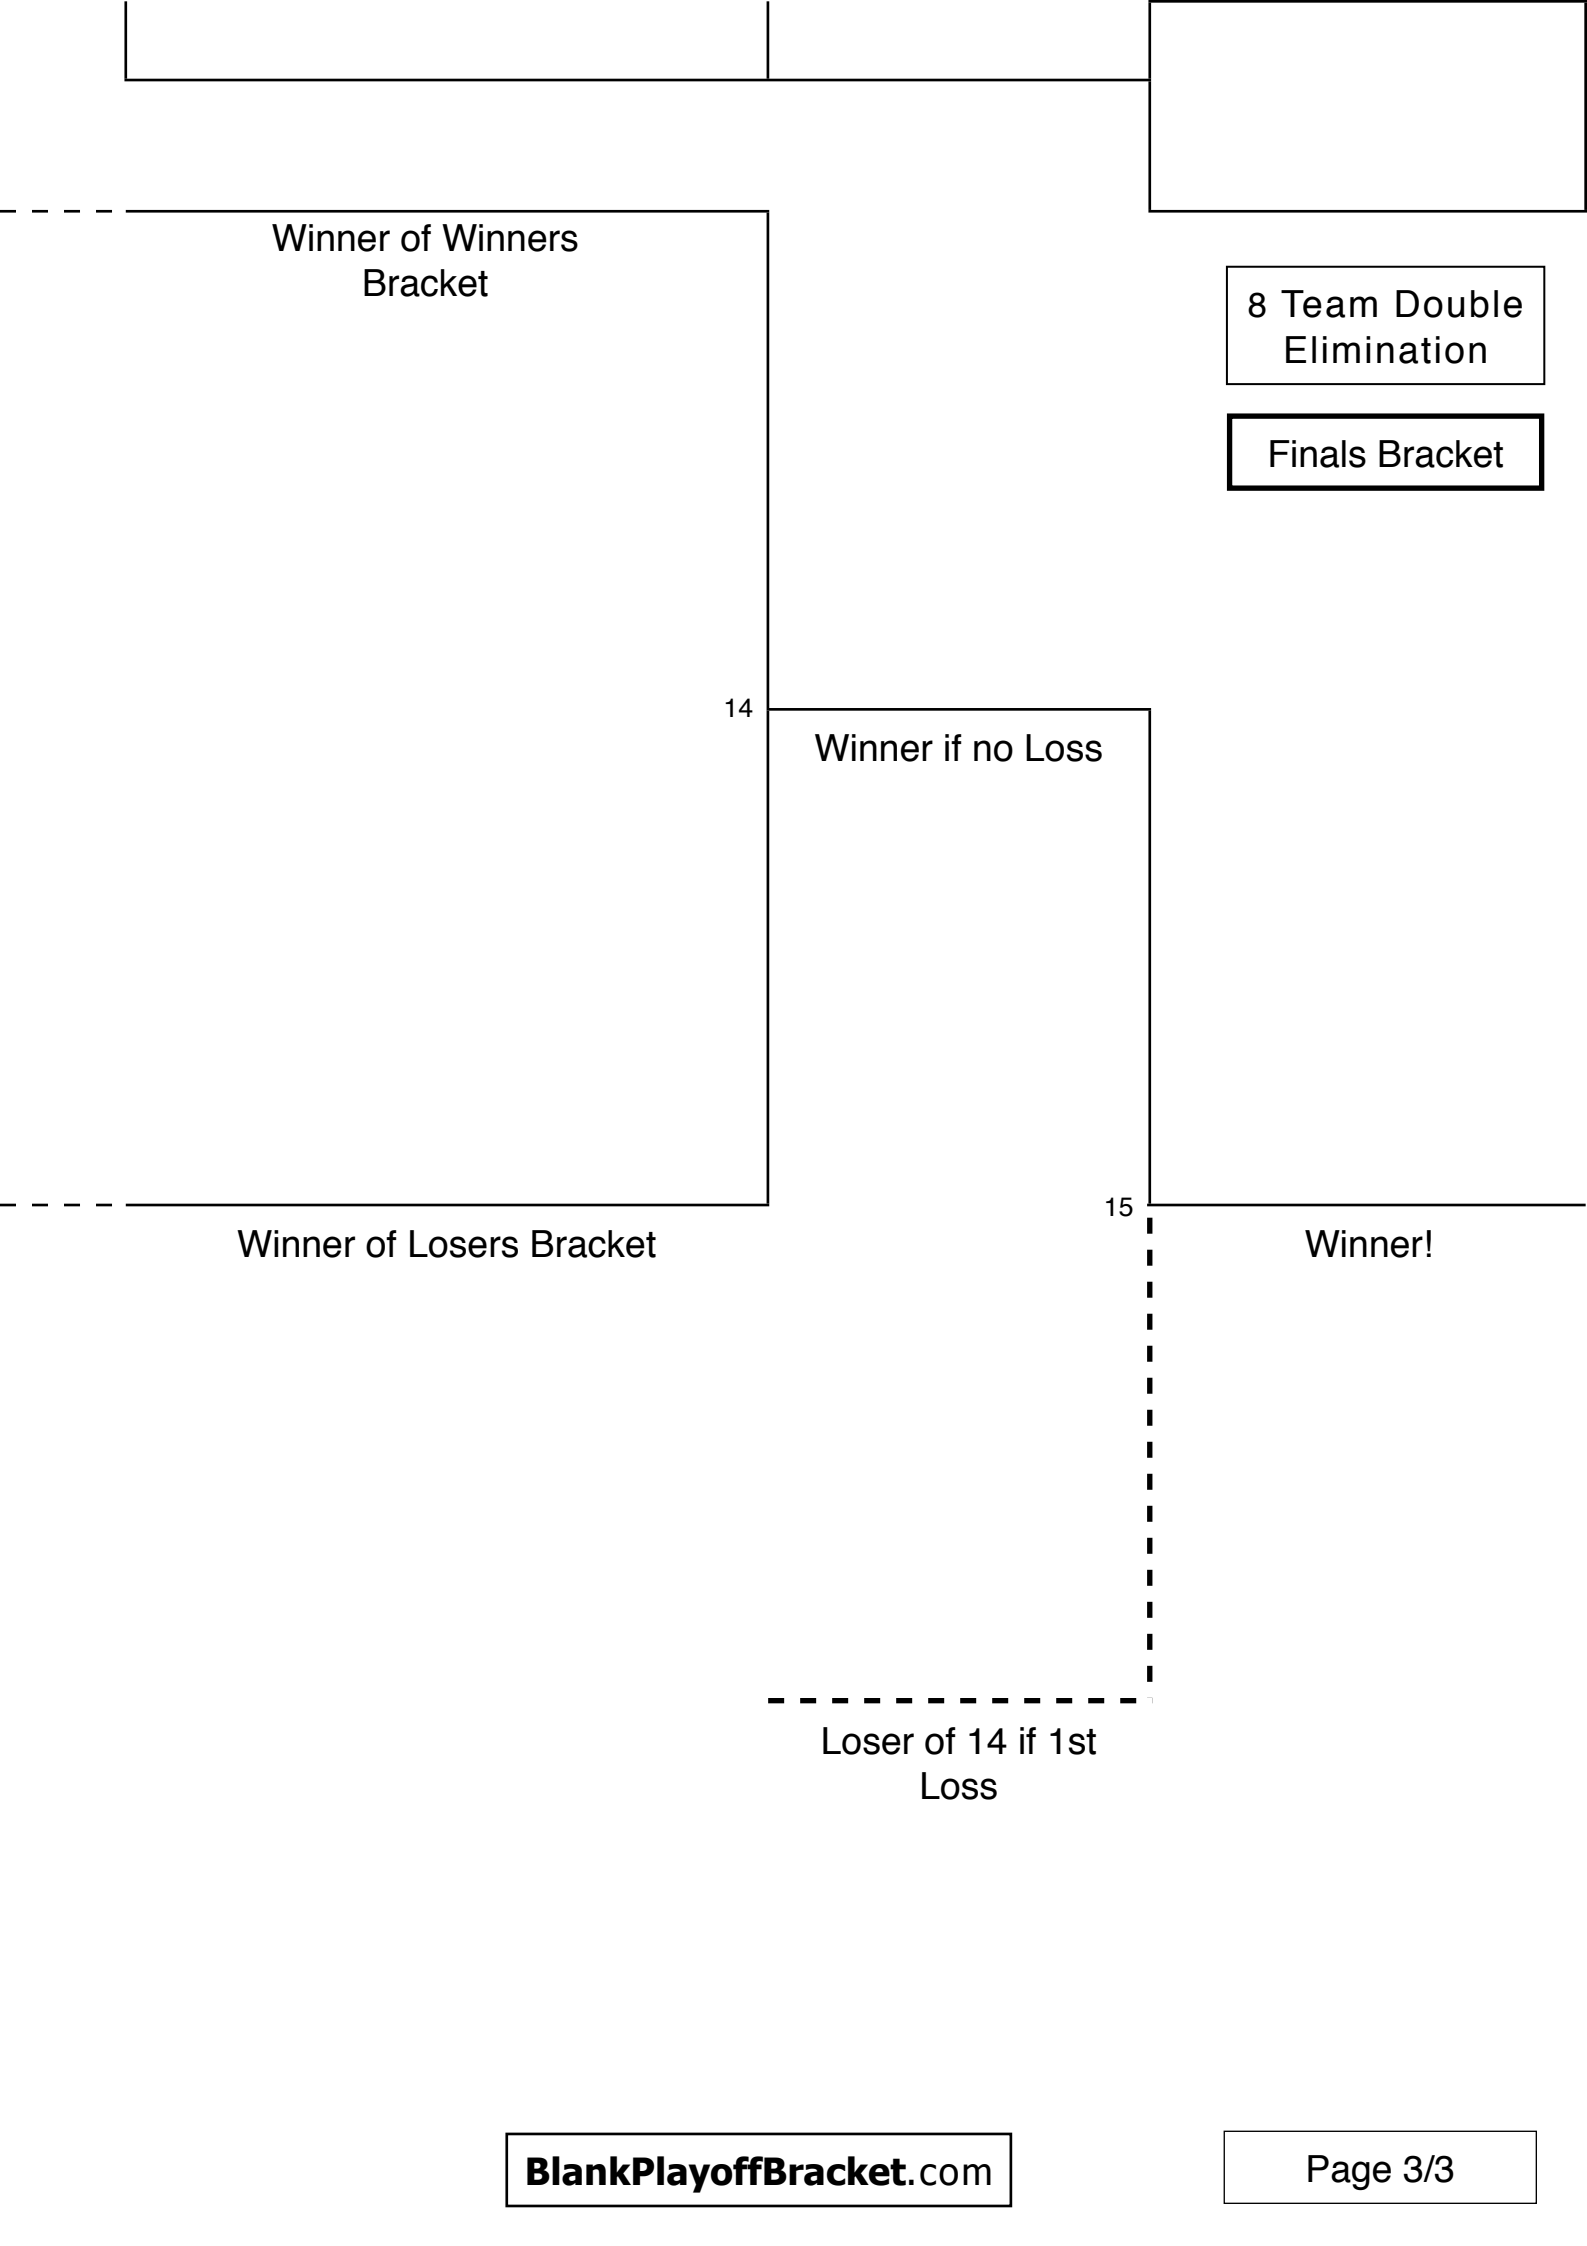 Winner of Winners
Bracket
8 Team Double
Elimination
Finals Bracket
14
Winner if no Loss
15
Winner of Losers Bracket
Winner!
Loser of 14 if 1st
Loss
BlankPlayoffBracket.com
Page 3/3